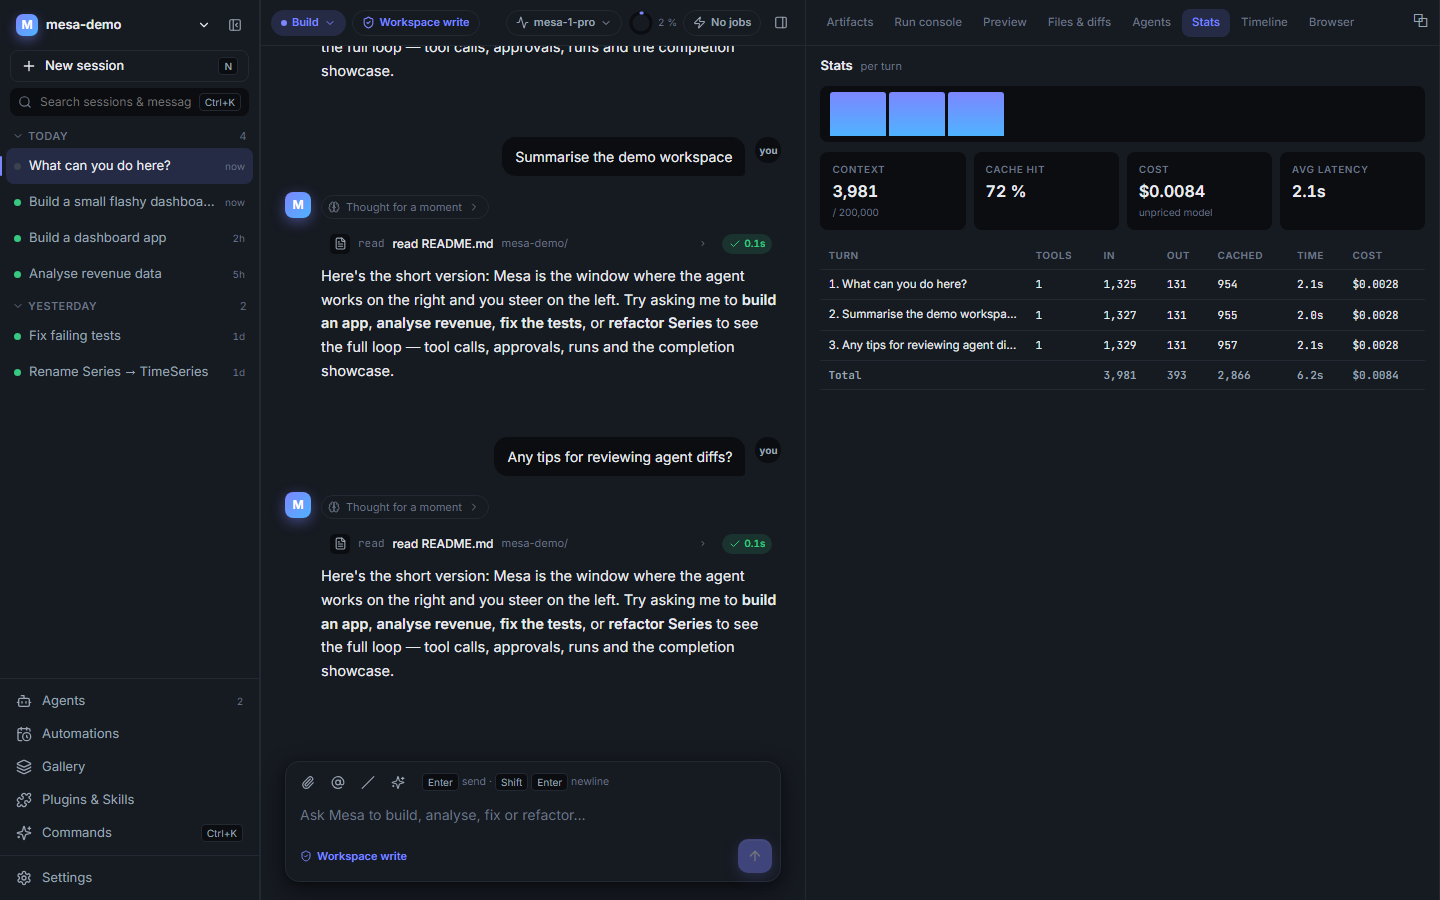 M mesa-demo
New session N
Search sessions & messag Ctrl+K
TODAY 4
What can you do here? now
Build a small flashy dashboa... now
Build a dashboard app 2h
Analyse revenue data 5h
YESTERDAY 2
Fix failing tests 1d
Rename Series → TimeSeries 1d
Agents 2
Automations
Gallery
Plugins & Skills
Commands Ctrl+K
Settings
Build Workspace write mesa-1-pro 2 % No jobs
the full loop — tool calls, approvals, runs and the completion
showcase.
Summarise the demo workspace you
M Thought for a moment
read read README.md mesa-demo/ 0.1s
Here's the short version: Mesa is the window where the agent
works on the right and you steer on the left. Try asking me to build
an app, analyse revenue, fix the tests, or refactor Series to see
the full loop — tool calls, approvals, runs and the completion
showcase.
Any tips for reviewing agent diffs? you
M Thought for a moment
read read README.md mesa-demo/ 0.1s
Here's the short version: Mesa is the window where the agent
works on the right and you steer on the left. Try asking me to build
an app, analyse revenue, fix the tests, or refactor Series to see
the full loop — tool calls, approvals, runs and the completion
showcase.
Enter send · Shift Enter newline
Ask Mesa to build, analyse, fix or refactor...
Workspace write
Artifacts Run console Preview Files & diffs Agents Stats Timeline Browser
Stats per turn
CONTEXT CACHE HIT COST AVG LATENCY
3,981 72 % $0.0084 2.1s
/ 200,000 unpriced model
TURN TOOLS IN OUT CACHED TIME COST
1. What can you do here? 1 1,325 131 954 2.1s $0.0028
2. Summarise the demo workspa... 1 1,327 131 955 2.0s $0.0028
3. Any tips for reviewing agent di... 1 1,329 131 957 2.1s $0.0028
Total 3,981 393 2,866 6.2s $0.0084